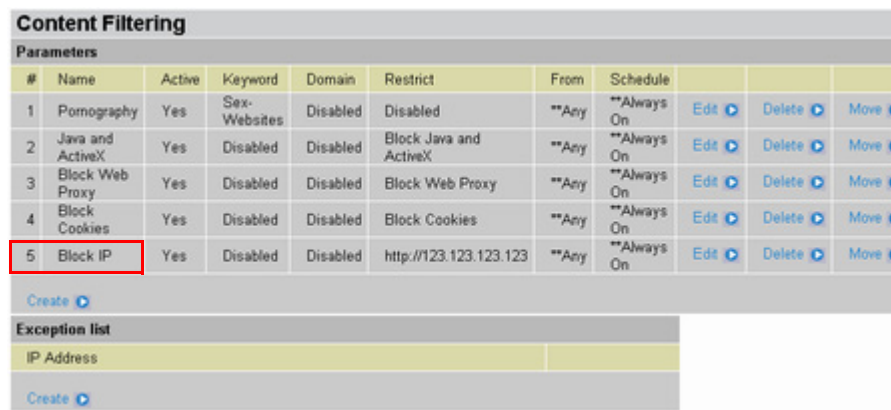 Content Filtering
Parameters
# Name Active Keyword Domain Restrict From Schedule
1 Pornography Yes Sex-Websites Disabled Disabled **Any **Always On Edit Delete Move
2 Java and ActiveX Yes Disabled Disabled Block Java and ActiveX **Any **Always On Edit Delete Move
3 Block Web Proxy Yes Disabled Disabled Block Web Proxy **Any **Always On Edit Delete Move
4 Block Cookies Yes Disabled Disabled Block Cookies **Any **Always On Edit Delete Move
5 Block IP Yes Disabled Disabled http://123.123.123.123 **Any **Always On Edit Delete Move
Create
Exception list
IP Address
Create